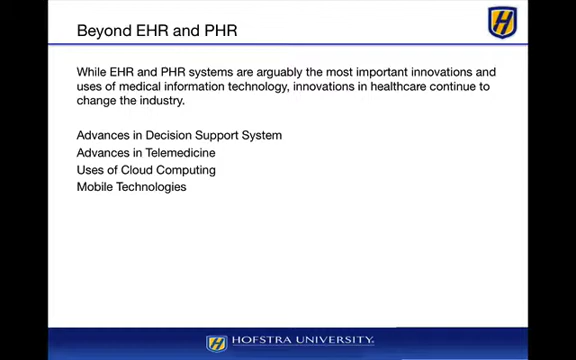 Beyond EHR and PHR
While EHR and PHR systems are arguably the most important innovations and
uses of medical information technology, innovations in healthcare continue to
change the industry.
Advances in Decision Support System
Advances in Telemedicine
Uses of Cloud Computing
Mobile Technologies
HOFSTRA UNIVERSITY